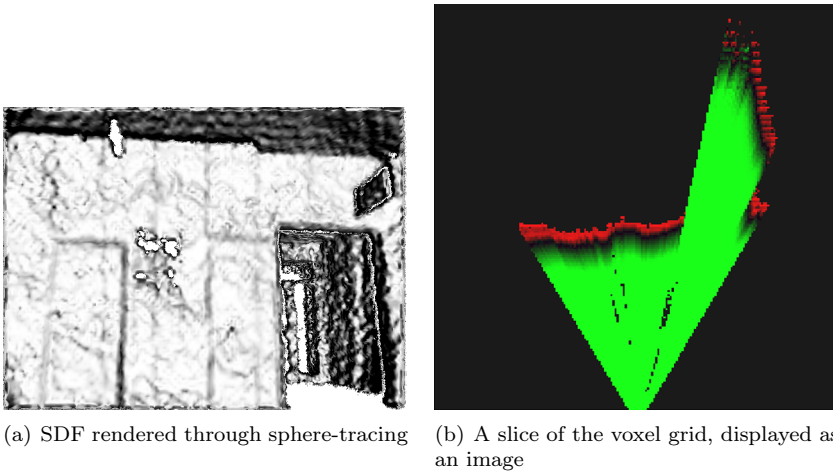 (a) SDF rendered through sphere-tracing
(b) A slice of the voxel grid, displayed as
an image